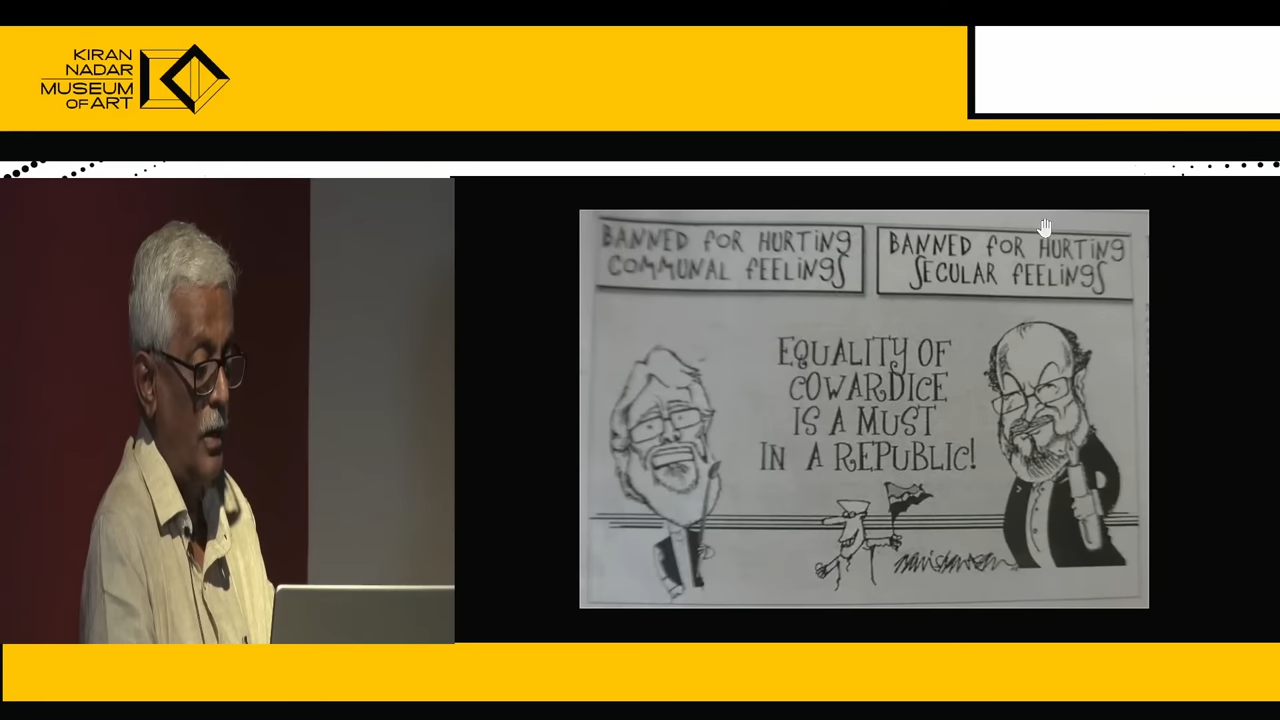 KIRAN
NADAR
MUSEUM
OF ART
BANNED FOR HURTING
COMMUNAL FEELINGS
BANNED FOR HURTING
SECULAR FEELINGS
EQUALITY OF
COWARDICE
IS A MUST
IN A REPUBLIC!